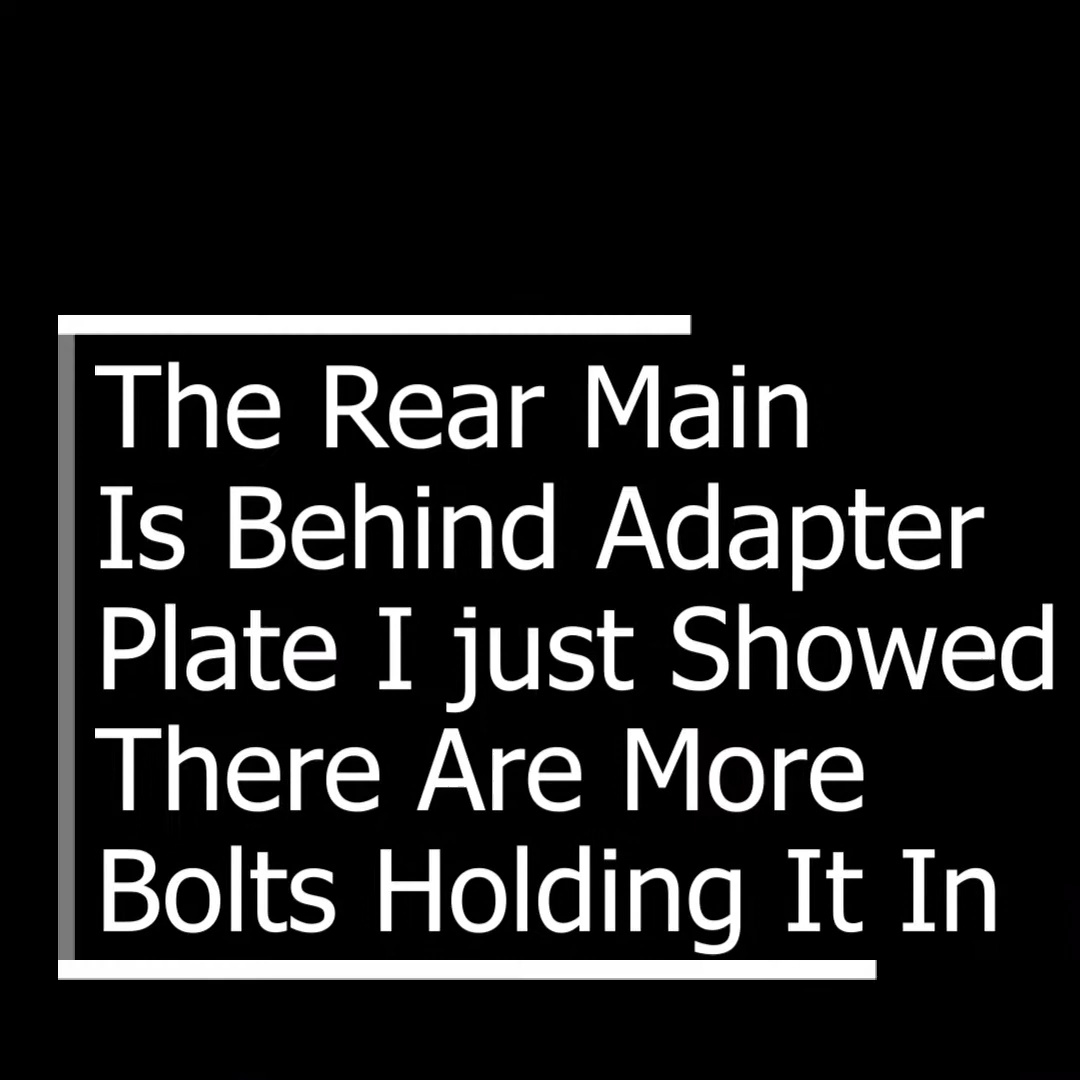 The Rear Main
Is Behind Adapter
Plate I just Showed
There Are More
Bolts Holding It In